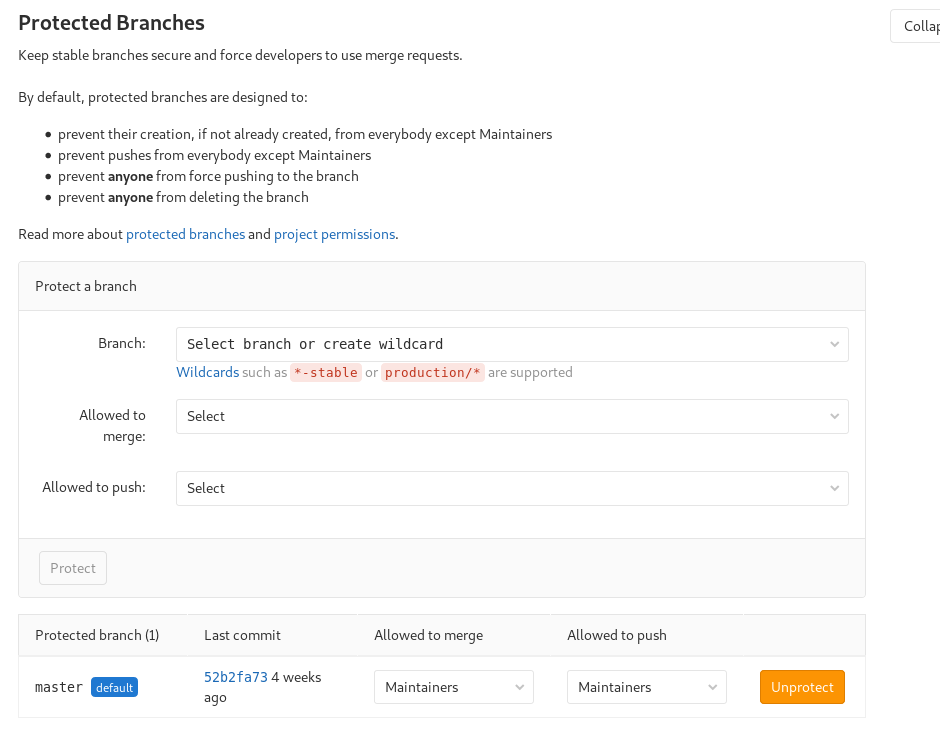 Protected Branches
Collap
Keep stable branches secure and force developers to use merge requests.
By default, protected branches are designed to:
prevent their creation, if not already created, from everybody except Maintainers
prevent pushes from everybody except Maintainers
prevent anyone from force pushing to the branch
prevent anyone from deleting the branch
Read more about protected branches and project permissions.
Protect a branch
Branch:
Select branch or create wildcard
Wildcards such as *-stable or production/* are supported
Allowed to
merge:
Select
Allowed to push:
Select
Protect
Protected branch (1) Last commit Allowed to merge Allowed to push
master default 52b2fa73 4 weeks
ago
Maintainers Maintainers Unprotect